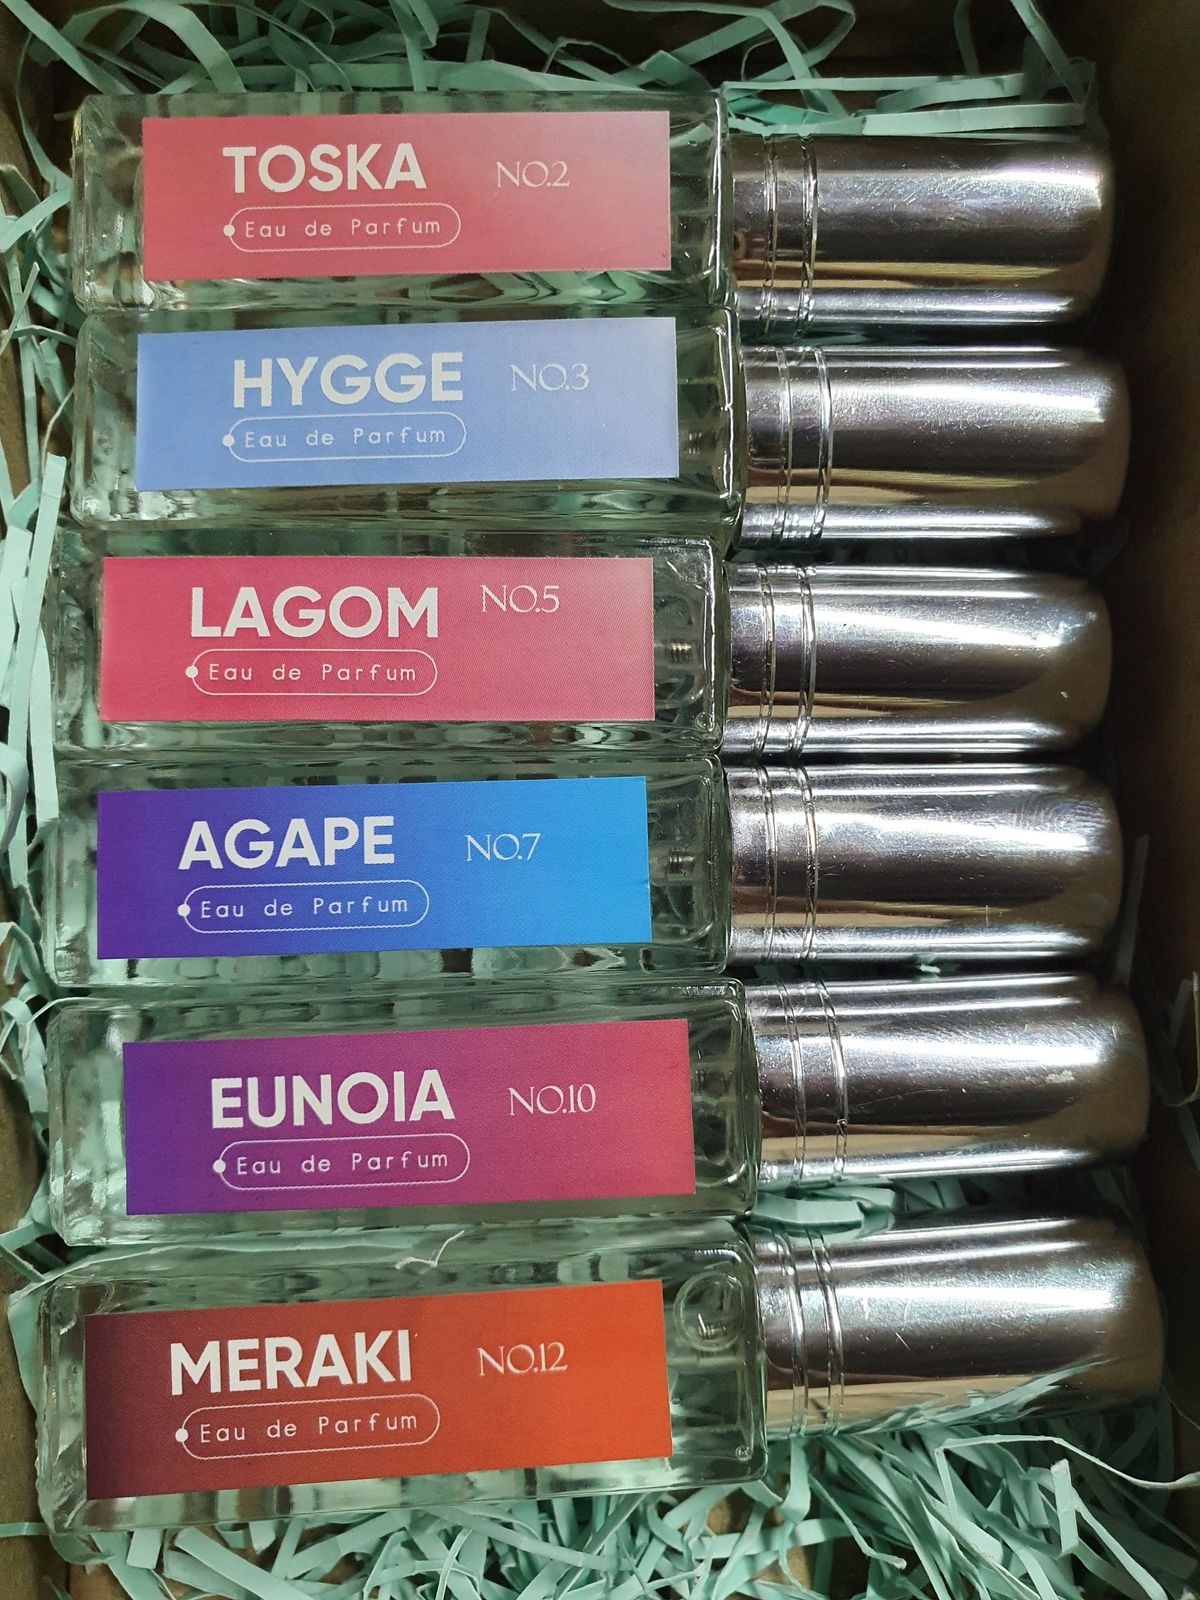 TOSKA NO.2
Eau de Parfum
HYGGE NO.3
Eau de Parfum
LAGOM NO.5
Eau de Parfum
AGAPE NO.7
Eau de Parfum
EUNOIA NO.10
Eau de Parfum
MERAKI NO.12
Eau de Parfum